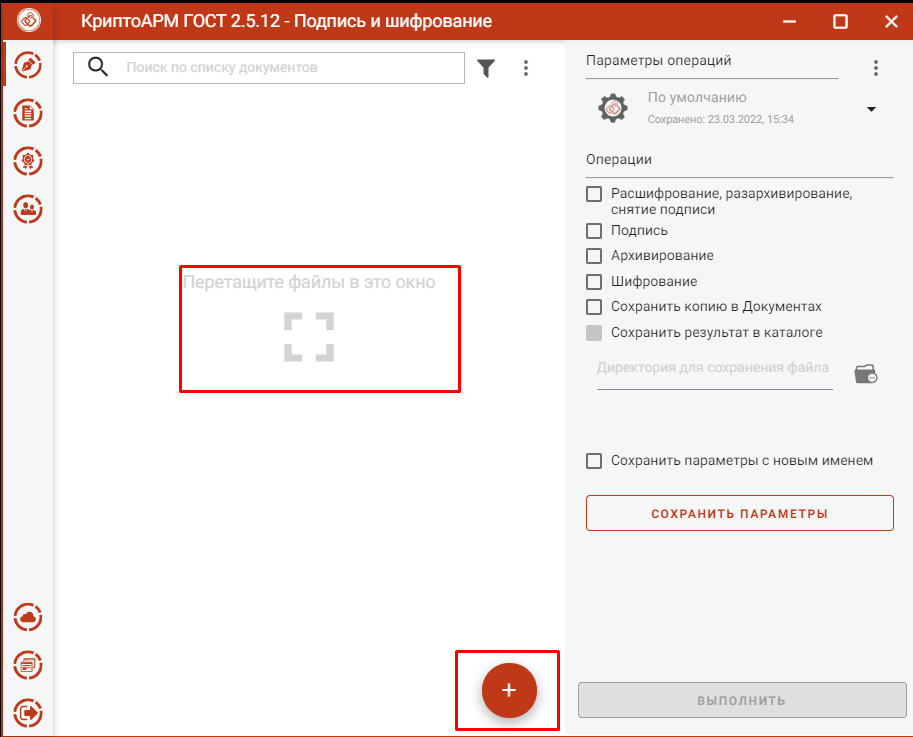 КриптоАРМ ГОСТ 2.5.12 - Подпись и шифрование
Поиск по списку документов
Перетащите файлы в это окно
+
Параметры операций
По умолчанию
Сохранено: 23.03.2022, 15:34
Операции
Расшифрование, разархивирование,
снятие подписи
Подпись
Архивирование
Шифрование
Сохранить копию в Документах
Сохранить результат в каталоге
Директория для сохранения файла
Сохранить параметры с новым именем
СОХРАНИТЬ ПАРАМЕТРЫ
ВЫПОЛНИТЬ